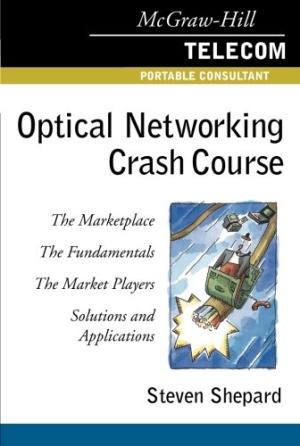 McGraw-Hill
TELECOM
PORTABLE CONSULTANT
Optical Networking
Crash Course
The Marketplace
The Fundamentals
The Market Players
Solutions and
Applications
Steven Shepard